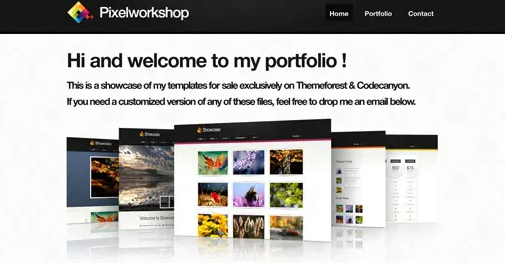 Pixelworkshop
Home Portfolio Contact
Hi and welcome to my portfolio !
This is a showcase of my templates for sale exclusively on Themeforest & Codecanyon.
If you need a customized version of any of these files, feel free to drop me an email below.
Showcase
Showcase
$50 $75
Welcome to Showcase